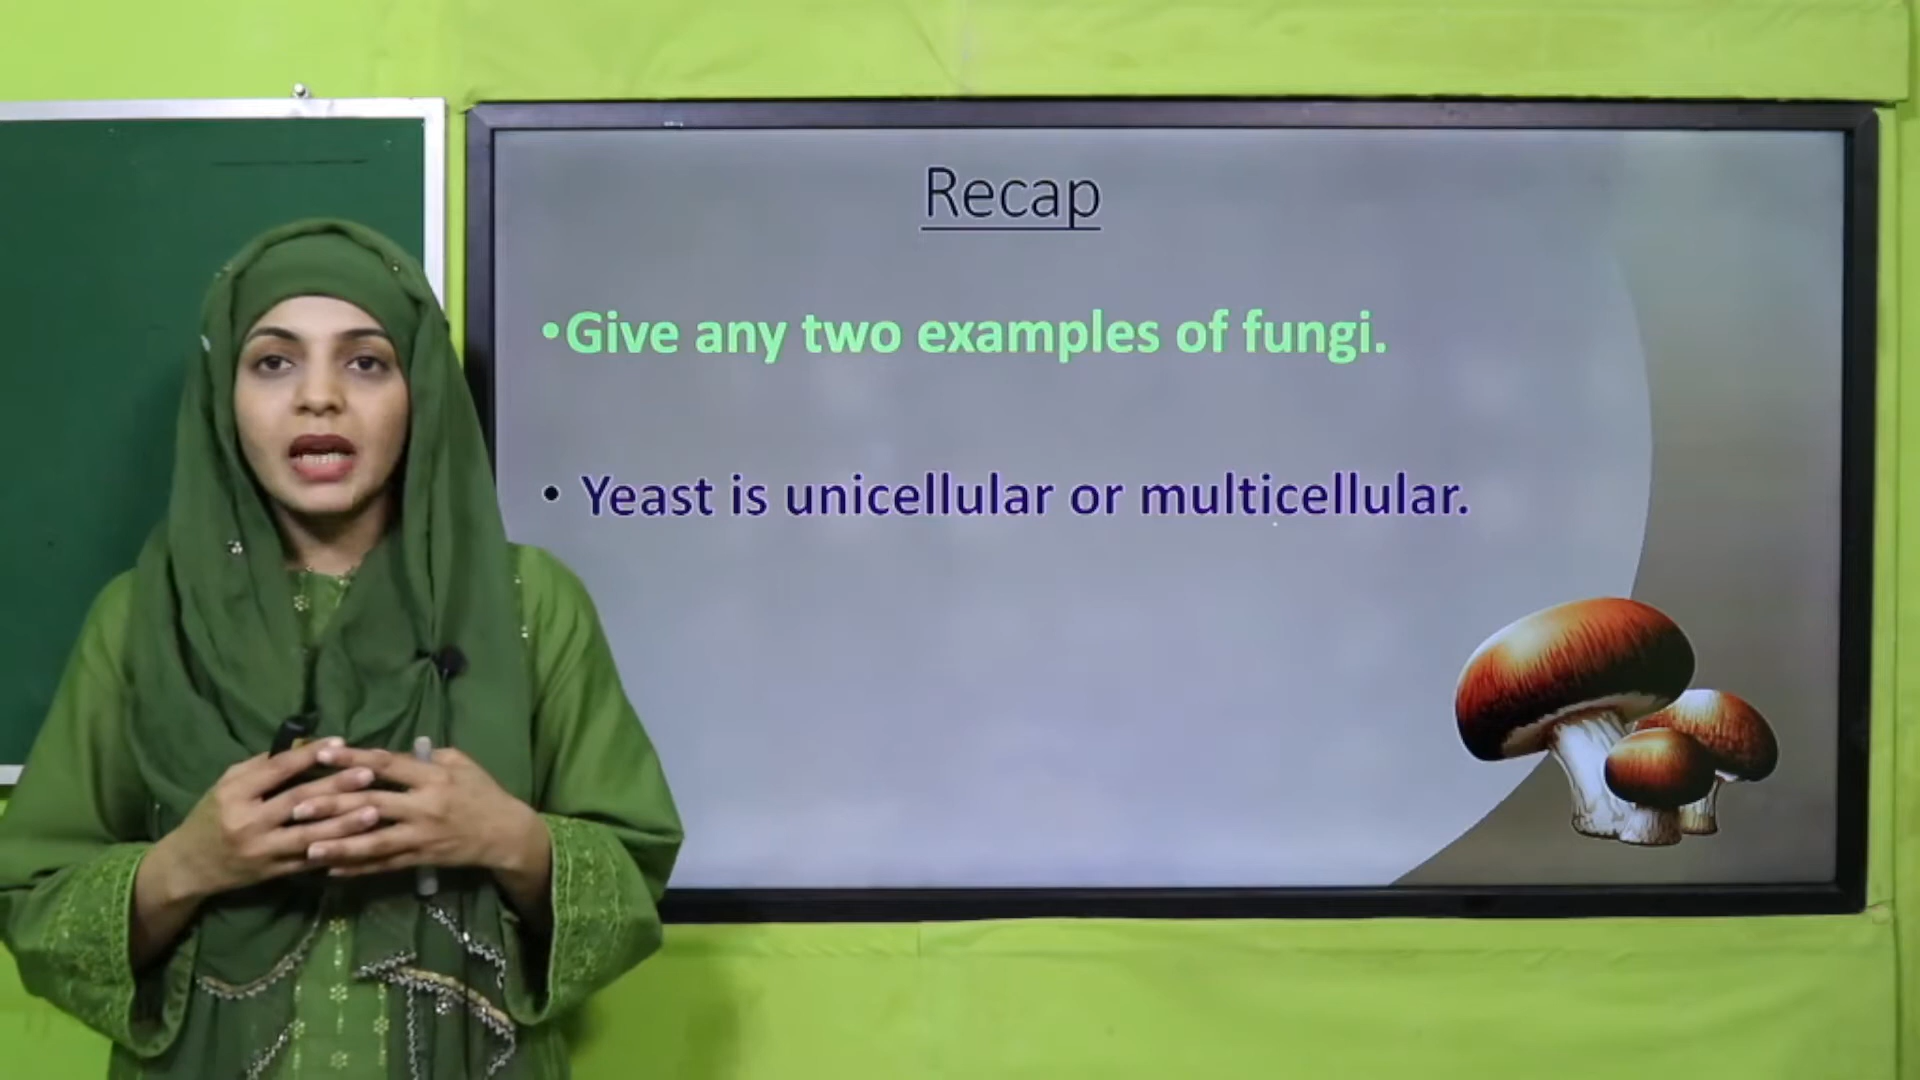 Recap
•Give any two examples of fungi.
• Yeast is unicellular or multicellular.